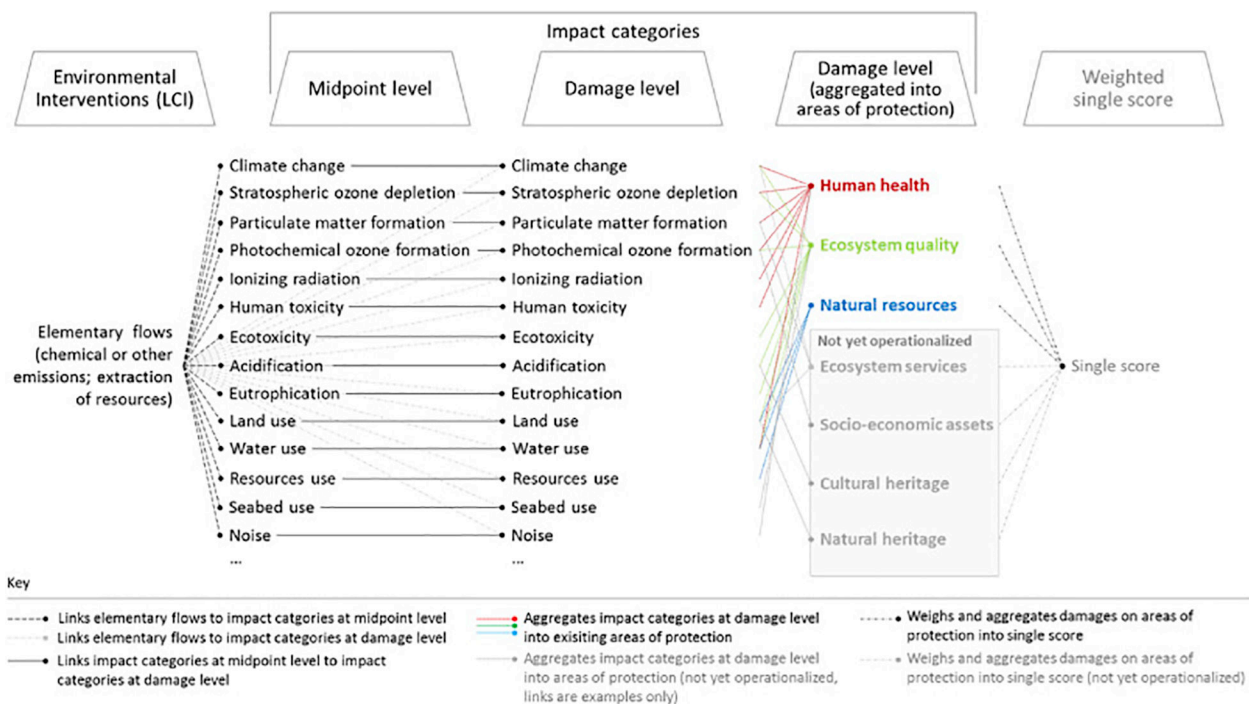 Impact categories
Environmental
Interventions (LCI)
Midpoint level
Damage level
Damage level
(aggregated into
areas of protection)
Weighted
single score
Elementary flows
(chemical or other
emissions; extraction
of resources)
Climate change
Stratospheric ozone depletion
Particulate matter formation
Photochemical ozone formation
Ionizing radiation
Human toxicity
Ecotoxicity
Acidification
Eutrophication
Land use
Water use
Resources use
Seabed use
Noise
...
Climate change
Stratospheric ozone depletion
Particulate matter formation
Photochemical ozone formation
Ionizing radiation
Human toxicity
Ecotoxicity
Acidification
Eutrophication
Land use
Water use
Resources use
Seabed use
Noise
...
Human health
Ecosystem quality
Natural resources
Not yet operationalized
Ecosystem services
Socio-economic assets
Cultural heritage
Natural heritage
Single score
Key
Links elementary flows to impact catgories at midpoint level
Links elementary flows to impact categories at damage level
Links impact categories at midpoint level to impact
categories at damage level
Aggregates impact categories at damage level
into exisiting areas of protection
Aggregates impact categories at damage level
into areas of protection (not yet operationalized,
links are examples only)
Weighs and aggregates damages on areas of
protection into single score
Weighs and aggregates damages on areas of
protection into single score (not yet operationalized)